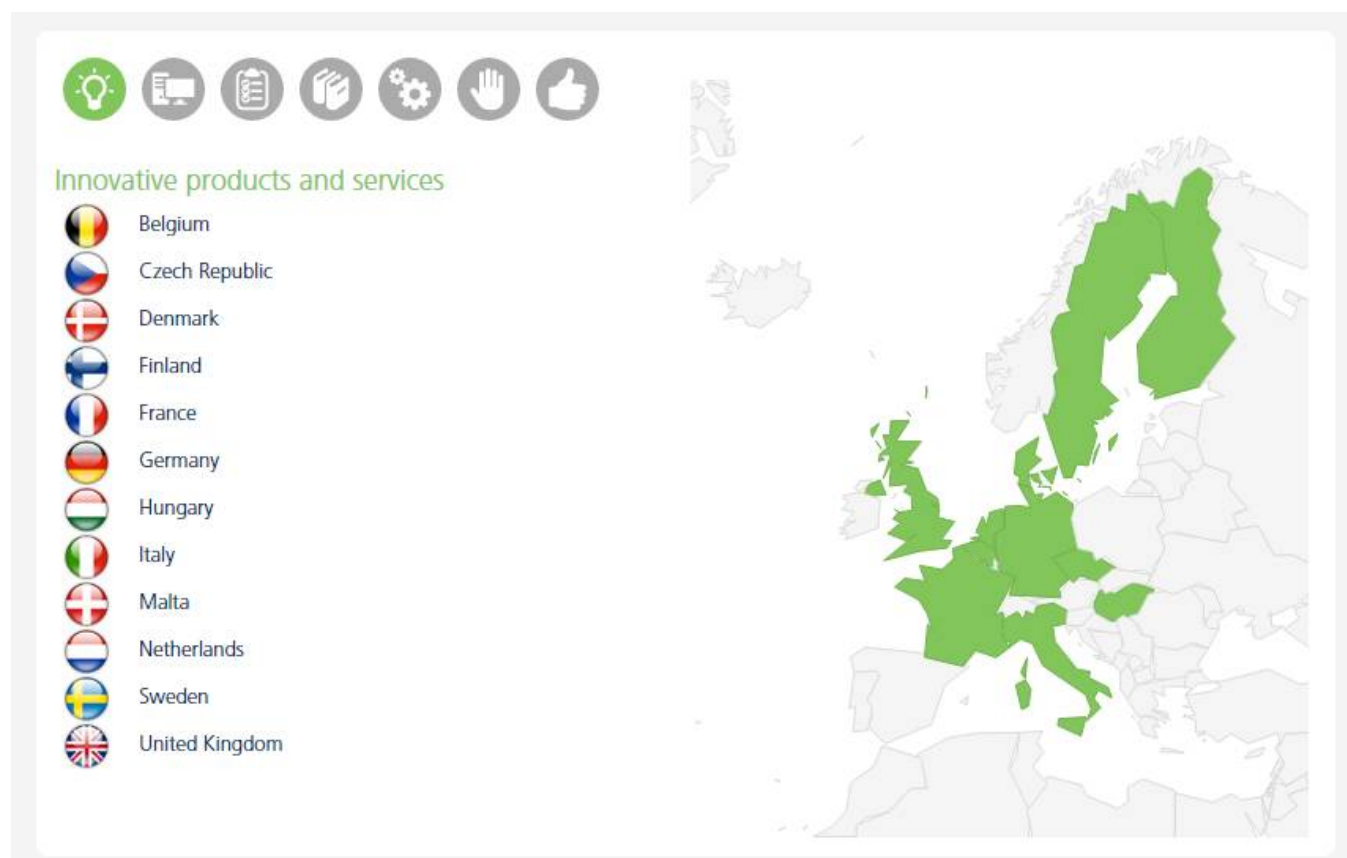 Innovative products and services
Belgium
Czech Republic
Denmark
Finland
France
Germany
Hungary
Italy
Malta
Netherlands
Sweden
United Kingdom